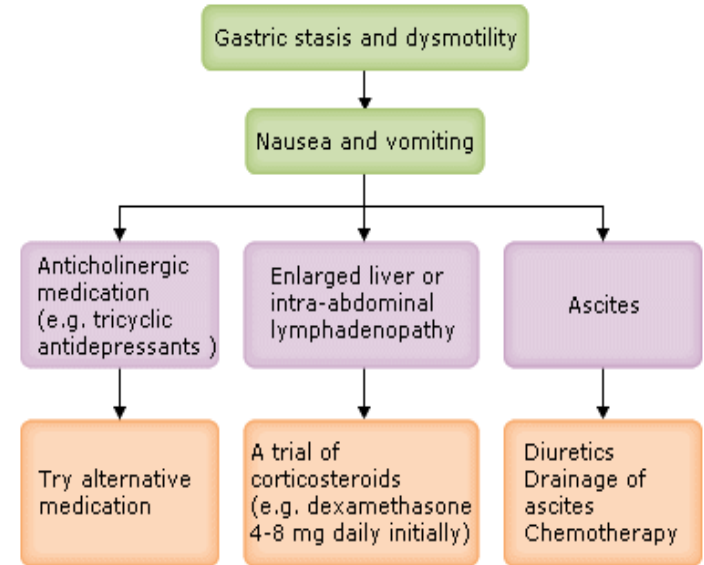 Gastric stasis and dysmotility
Nausea and vomiting
Anticholinergic
medication
(e.g. tricyclic
antidepressants )
Enlarged liver or
intra-abdominal
lymphadenopathy
Ascites
Try alternative
medication
A trial of
corticosteroids
(e.g. dexamethasone
4-8 mg daily initially)
Diuretics
Drainage of
ascites
Chemotherapy